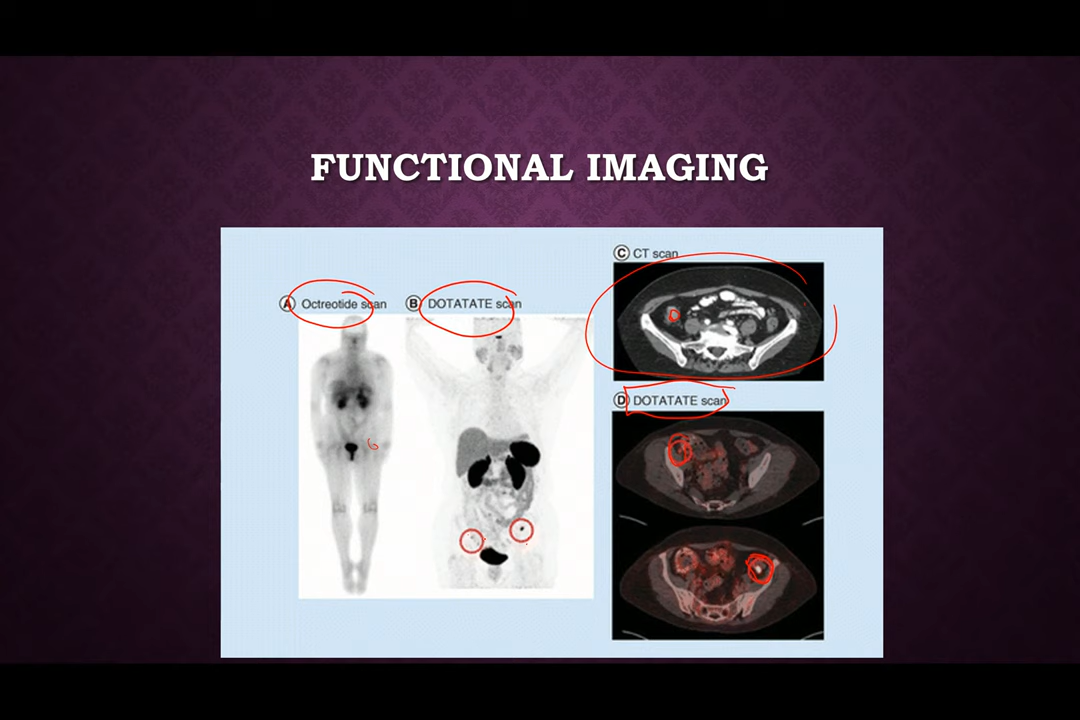 FUNCTIONAL IMAGING
A Octreotide scan
B DOTATATE scan
C CT scan
D DOTATATE scan